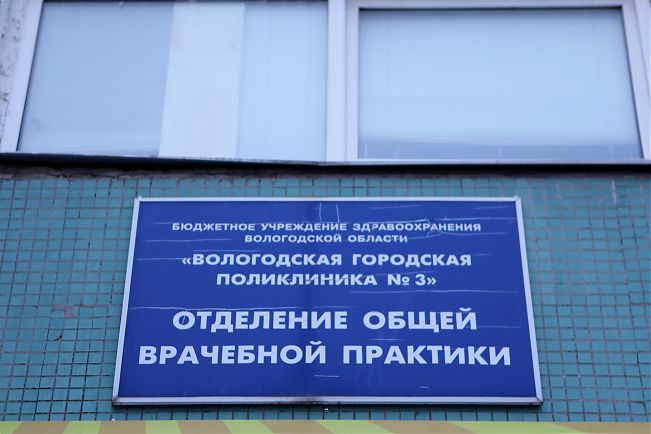 БЮДЖЕТНОЕ УЧРЕЖДЕНИЕ ЗДРАВООХРАНЕНИЯ
ВОЛОГОДСКОЙ ОБЛАСТИ
«ВОЛОГОДСКАЯ ГОРОДСКАЯ
ПОЛИКЛИНИКА № 3»
ОТДЕЛЕНИЕ ОБЩЕЙ
ВРАЧЕБНОЙ ПРАКТИКИ